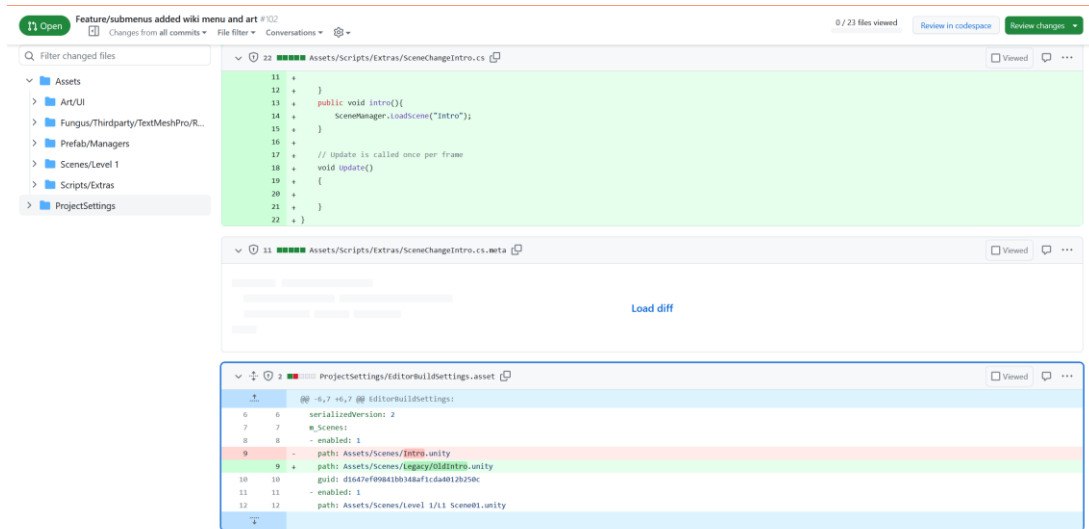 Open
Feature/submenus added wiki menu and art #102
Changes from all commits File filter Conversations
0 / 23 files viewed
Review in codespace
Review changes
Filter changed files
Assets
Art/UI
Fungus/Thirdparty/TextMeshPro/R...
Prefab/Managers
Scenes/Level 1
Scripts/Extras
ProjectSettings
22 Assets/Scripts/Extras/SceneChangeIntro.cs Viewed
11 +
12 + }
13 + public void intro(){
14 + SceneManager.LoadScene("Intro");
15 + }
16 +
17 + // Update is called once per frame
18 + void Update()
19 + {
20 +
21 + }
22 + }
11 Assets/Scripts/Extras/SceneChangeIntro.cs.meta Viewed
Load diff
2 ProjectSettings/EditorBuildSettings.asset Viewed
@@ -6,7 +6,7 @@ EditorBuildSettings:
6 6 serializedVersion: 2
7 7 m_Scenes:
8 8 - enabled: 1
9 - path: Assets/Scenes/Intro.unity
9 + path: Assets/Scenes/Legacy/OldIntro.unity
10 10 guid: d1647ef09841bb348af1cda4012b250c
11 11 - enabled: 1
12 12 path: Assets/Scenes/Level 1/L1 Scene01.unity